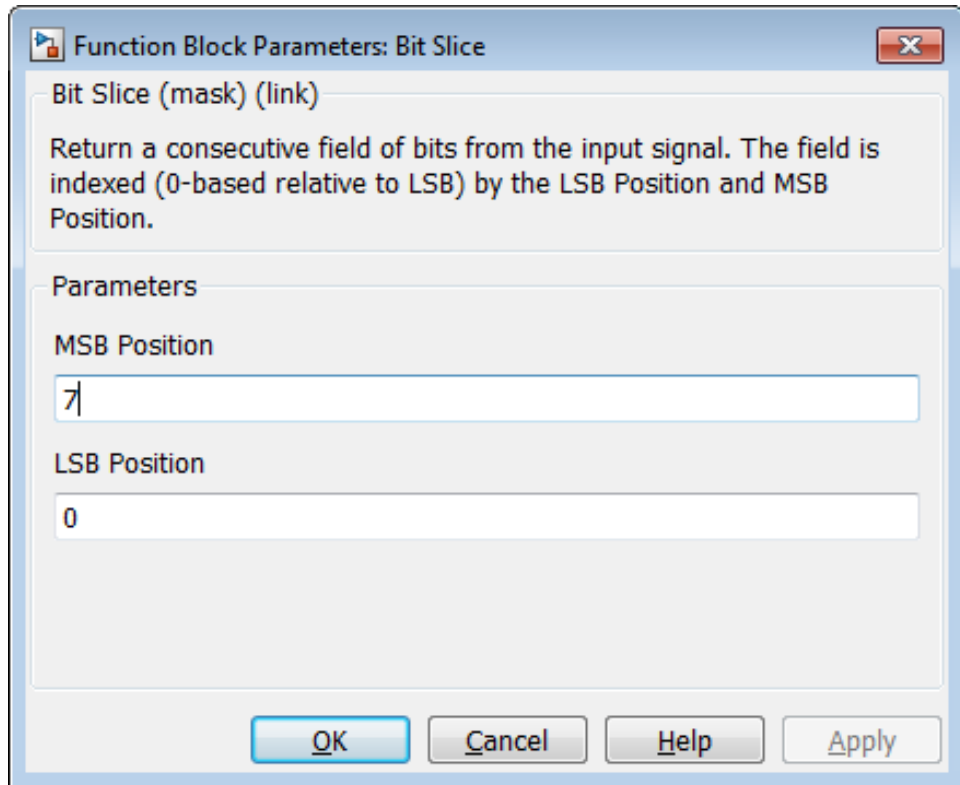 Function Block Parameters: Bit Slice
Bit Slice (mask) (link)
Return a consecutive field of bits from the input signal. The field is
indexed (0-based relative to LSB) by the LSB Position and MSB
Position.
Parameters
MSB Position
7
LSB Position
0
OK Cancel Help Apply